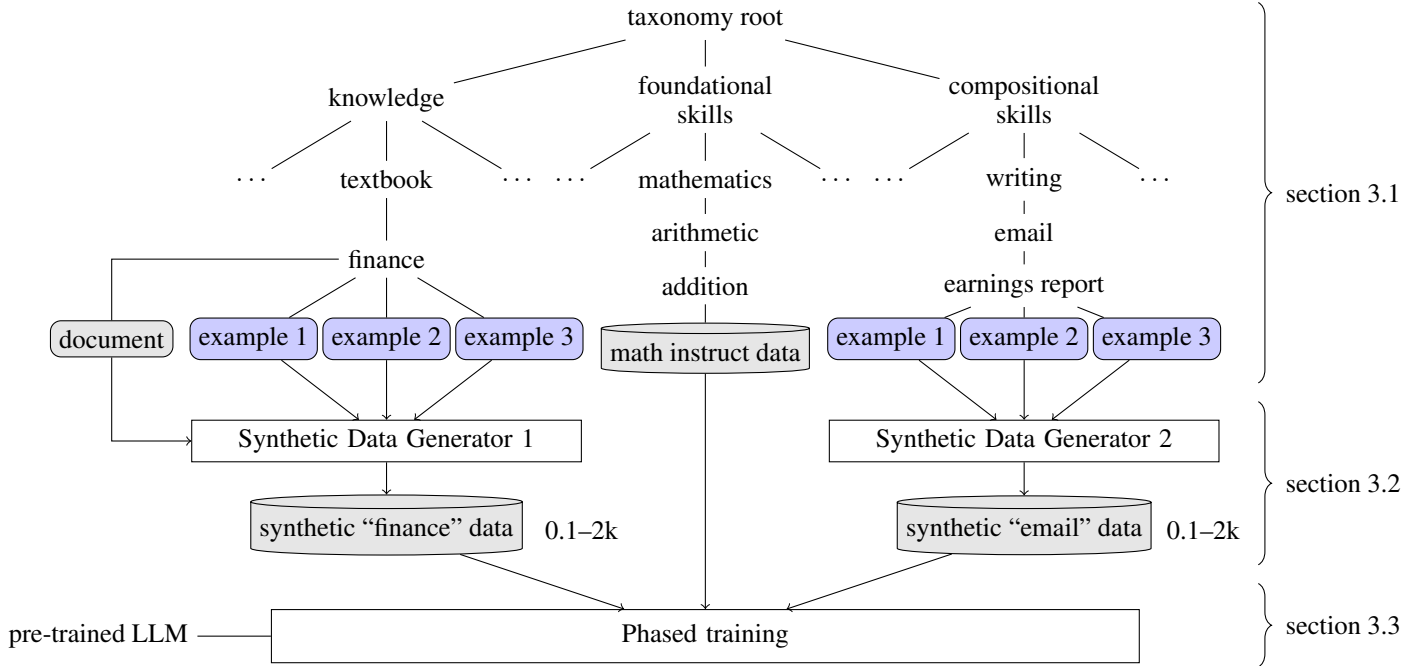 taxonomy root
knowledge
foundational
skills
compositional
skills
. . .
textbook
. . .
. . .
mathematics
. . .
. . .
writing
. . .
section 3.1
arithmetic
email
finance
addition
earnings report
document
example 1
example 2
example 3
math instruct data
example 1
example 2
example 3
Synthetic Data Generator 1
Synthetic Data Generator 2
section 3.2
synthetic “finance” data
0.1–2k
synthetic “email” data
0.1–2k
pre-trained LLM
Phased training
section 3.3